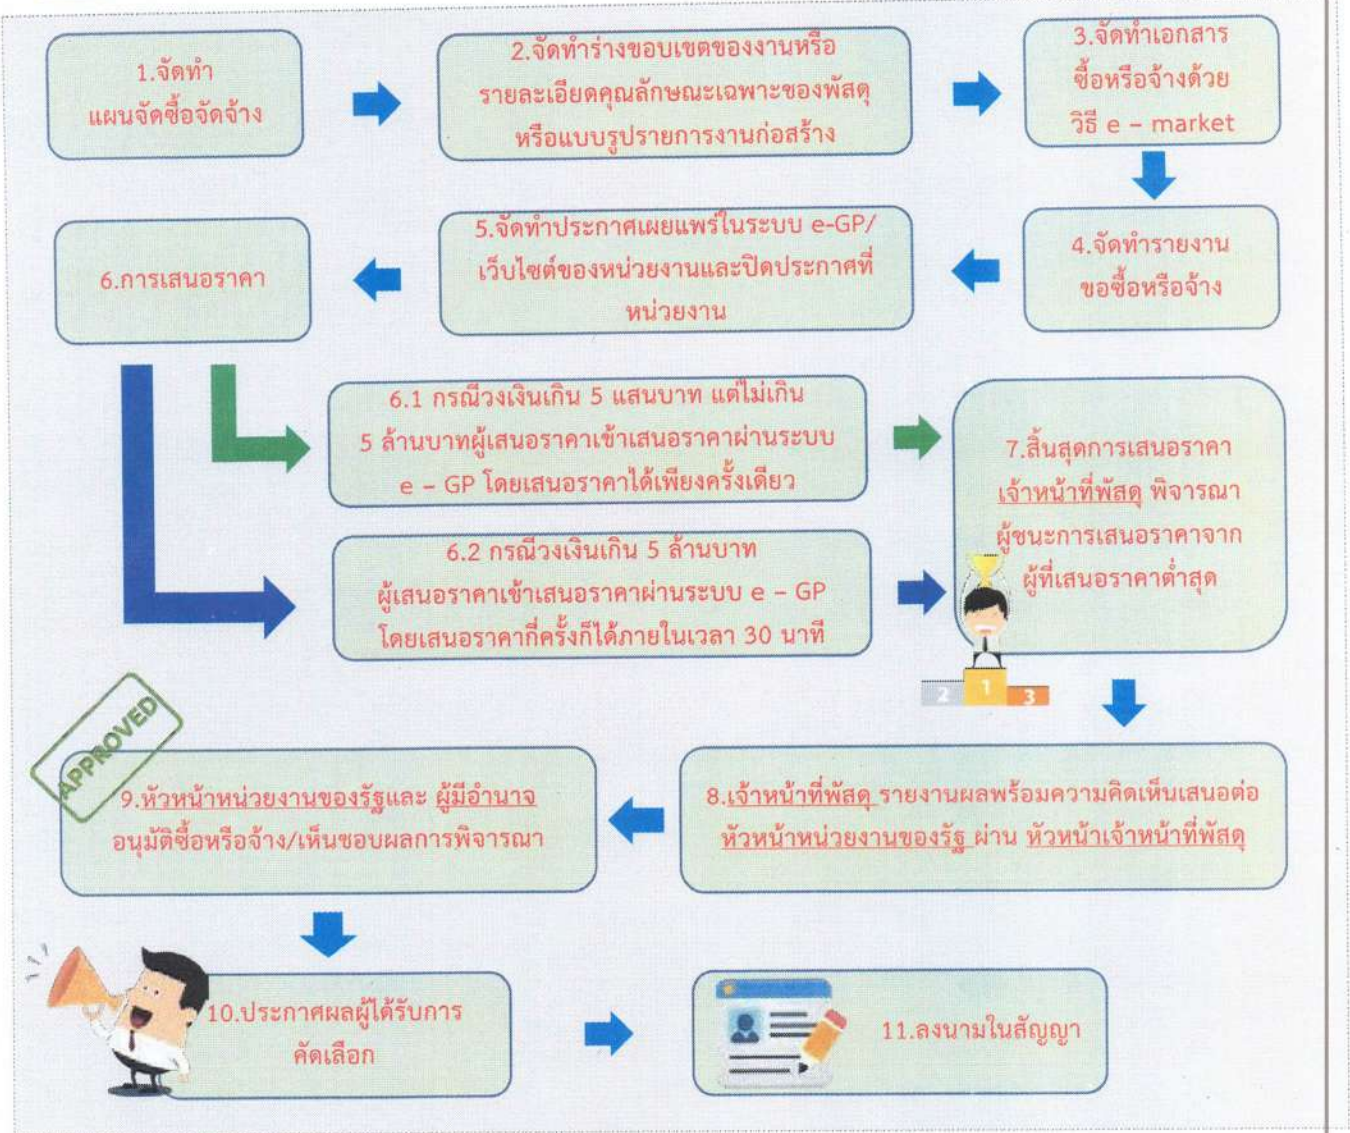 1.จัดทำ
แผนจัดซื้อจัดจ้าง
2.จัดทำร่างขอบเขตของงานหรือ
รายละเอียดคุณลักษณะเฉพาะของพัสดุ
หรือแบบรูปรายการงานก่อสร้าง
3.จัดทำเอกสาร
ซื้อหรือจ้างด้วย
วิธี e – market
4.จัดทำรายงาน
ขอซื้อหรือจ้าง
5.จัดทำประกาศเผยแพร่ในระบบ e-GP/
เว็บไซต์ของหน่วยงานและปิดประกาศที่
หน่วยงาน
6.การเสนอราคา
6.1 กรณีวงเงินเกิน 5 แสนบาท แต่ไม่เกิน
5 ล้านบาทผู้เสนอราคาเข้าเสนอราคาผ่านระบบ
e – GP โดยเสนอราคาได้เพียงครั้งเดียว
6.2 กรณีวงเงินเกิน 5 ล้านบาท
ผู้เสนอราคาเข้าเสนอราคาผ่านระบบ e – GP
โดยเสนอราคากี่ครั้งก็ได้ภายในเวลา 30 นาที
7.สิ้นสุดการเสนอราคา
เจ้าหน้าที่พัสดุ พิจารณา
ผู้ชนะการเสนอราคาจาก
ผู้ที่เสนอราคาต่ำสุด
2 1 3
8.เจ้าหน้าที่พัสดุ รายงานผลพร้อมความคิดเห็นเสนอต่อ
หัวหน้าหน่วยงานของรัฐ ผ่าน หัวหน้าเจ้าหน้าที่พัสดุ
APPROVED
9.หัวหน้าหน่วยงานของรัฐและ ผู้มีอำนาจ
อนุมัติซื้อหรือจ้าง/เห็นชอบผลการพิจารณา
10.ประกาศผลผู้ได้รับการ
คัดเลือก
11.ลงนามในสัญญา